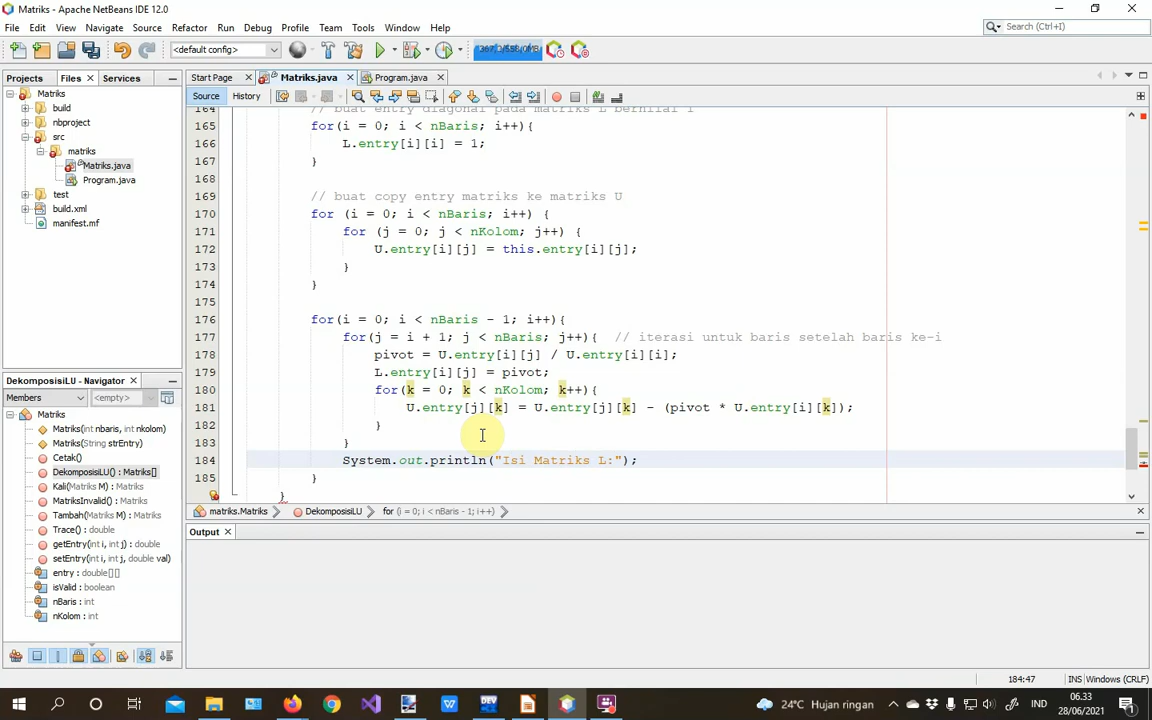 Matriks - Apache NetBeans IDE 12.0
File Edit View Navigate Source Refactor Run Debug Profile Team Tools Window Help
<default config>
Search (Ctrl+I)
Projects Files Services
Start Page Matriks.java Program.java
Source History
Matriks
build
nbproject
src
matriks
Matriks.java
Program.java
test
build.xml
manifest.mf
164 // buat entry diagonal pada matriks L bernilai 1
165 for(i = 0; i < nBaris; i++){
166 L.entry[i][i] = 1;
167 }
168
169 // buat copy entry matriks ke matriks U
170 for (i = 0; i < nBaris; i++) {
171 for (j = 0; j < nKolom; j++) {
172 U.entry[i][j] = this.entry[i][j];
173 }
174 }
175
176 for(i = 0; i < nBaris - 1; i++){
177 for(j = i + 1; j < nBaris; j++){ // iterasi untuk baris setelah baris ke-i
178 pivot = U.entry[i][j] / U.entry[i][i];
179 L.entry[i][j] = pivot;
180 for(k = 0; k < nKolom; k++){
181 U.entry[j][k] = U.entry[j][k] - (pivot * U.entry[i][k]);
182 }
183 }
184 System.out.println("Isi Matriks L:");
185 }
}
matriks.Matriks DekomposisiLU for (i = 0; i < nBaris - 1; i++)
DekomposisiLU - Navigator
Members <empty>
Matriks
Matriks(int nbaris, int nkolom)
Matriks(String strEntry)
Cetak()
DekomposisiLU() : Matriks[]
Kali(Matriks M) : Matriks
MatriksInvalid() : Matriks
Tambah(Matriks M) : Matriks
Trace() : double
getEntry(int i, int j) : double
setEntry(int i, int j, double val)
entry : double[][]
isValid : boolean
nBaris : int
nKolom : int
Output
184:47 INS Windows (CRLF)
24°C Hujan ringan
IND
06.33
28/06/2021